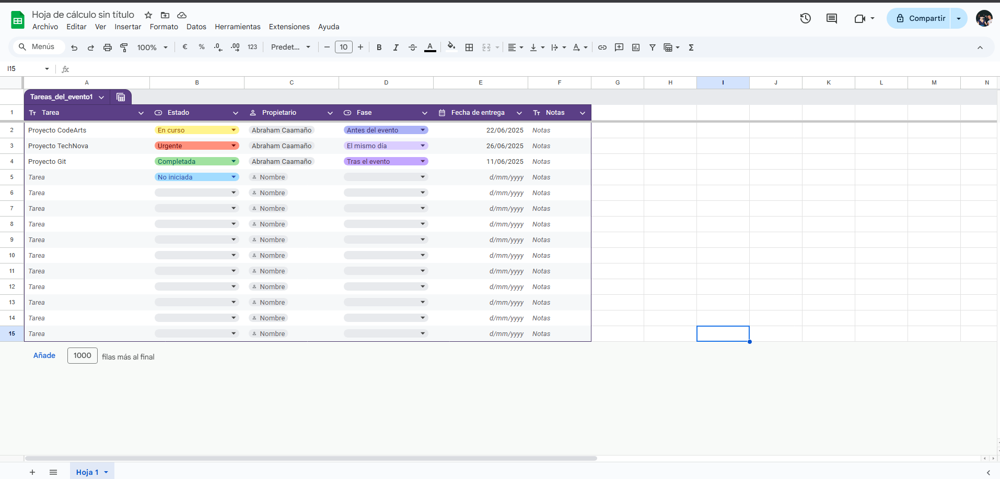 Hoja de cálculo sin título
Archivo Editar Ver Insertar Formato Datos Herramientas Extensiones Ayuda
Compartir
Menús 100% € % .0 .00 123 Predet... − 10 + B I S A Σ
I15 fx
A B C D E F G H I J K L M N
Tareas_del_evento1
1 Tт Tarea Estado Propietario Fase Fecha de entrega Tт Notas
2 Proyecto CodeArts En curso Abraham Caamaño Antes del evento 22/06/2025 Notas
3 Proyecto TechNova Urgente Abraham Caamaño El mismo día 26/06/2025 Notas
4 Proyecto Git Completada Abraham Caamaño Tras el evento 11/06/2025 Notas
5 Tarea No iniciada Nombre d/mm/yyyy Notas
6 Tarea Nombre d/mm/yyyy Notas
7 Tarea Nombre d/mm/yyyy Notas
8 Tarea Nombre d/mm/yyyy Notas
9 Tarea Nombre d/mm/yyyy Notas
10 Tarea Nombre d/mm/yyyy Notas
11 Tarea Nombre d/mm/yyyy Notas
12 Tarea Nombre d/mm/yyyy Notas
13 Tarea Nombre d/mm/yyyy Notas
14 Tarea Nombre d/mm/yyyy Notas
15 Tarea Nombre d/mm/yyyy Notas
Añade 1000 filas más al final
Hoja 1